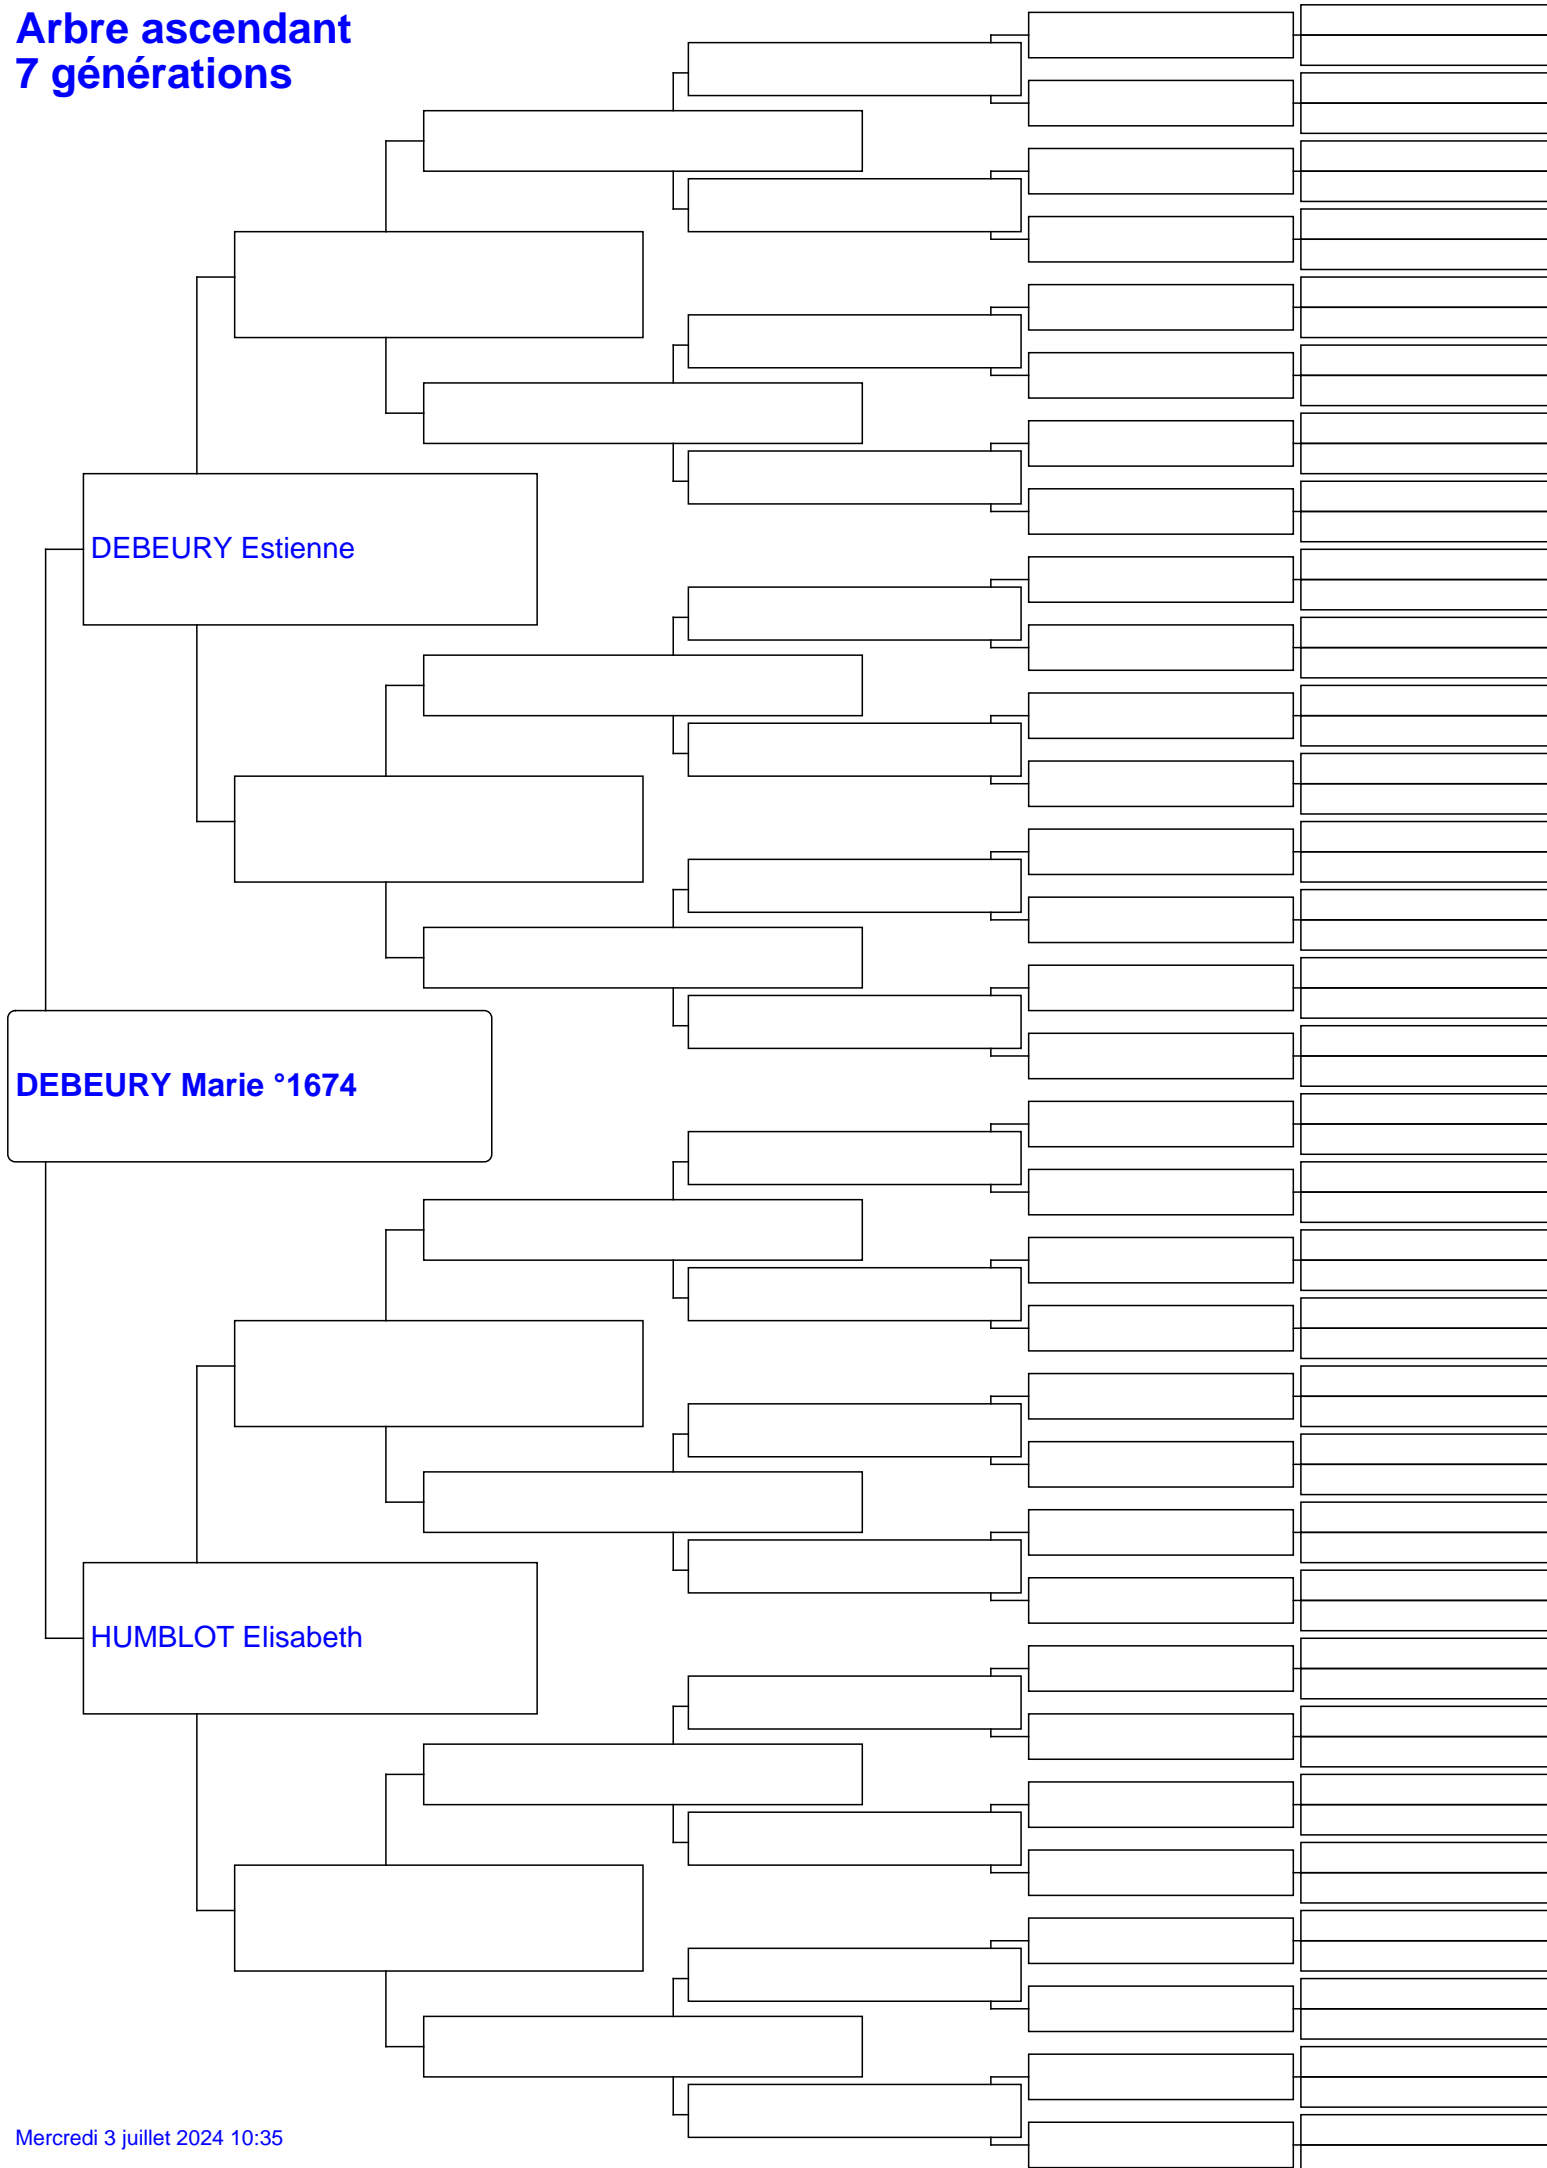 Arbre ascendant
7 générations
DEBEURY Estienne
DEBEURY Marie °1674
HUMBLOT Elisabeth
Mercredi 3 juillet 2024 10:35